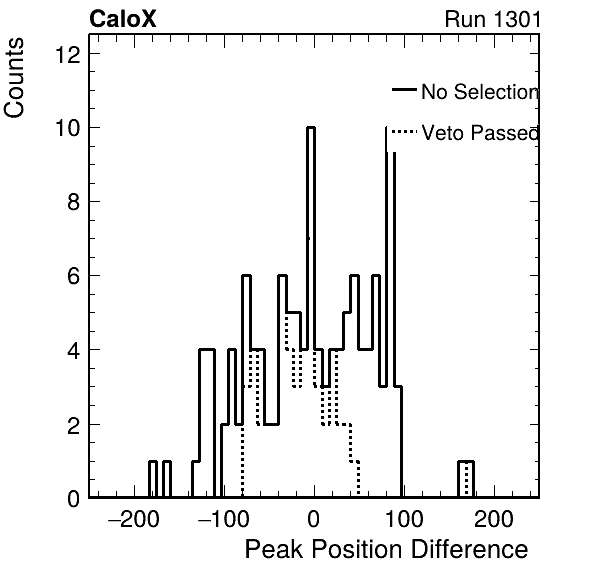 CaloX Run 1301
Counts
12
10
8
6
4
2
0
No Selection
Veto Passed
−200 −100 0 100 200
Peak Position Difference